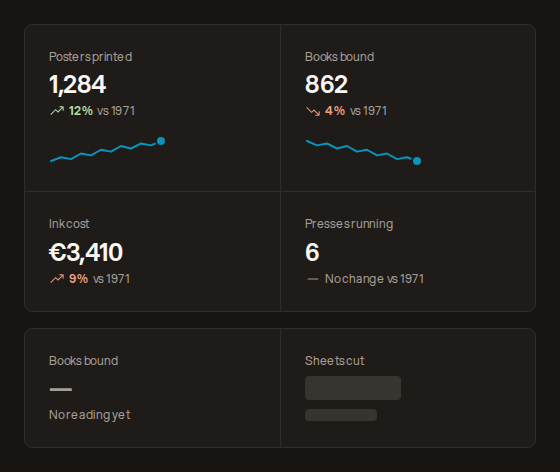 Posters printed
1,284
12% vs 1971
Books bound
862
4% vs 1971
Ink cost
€3,410
9% vs 1971
Presses running
6
— No change vs 1971
Books bound
—
No reading yet
Sheets cut